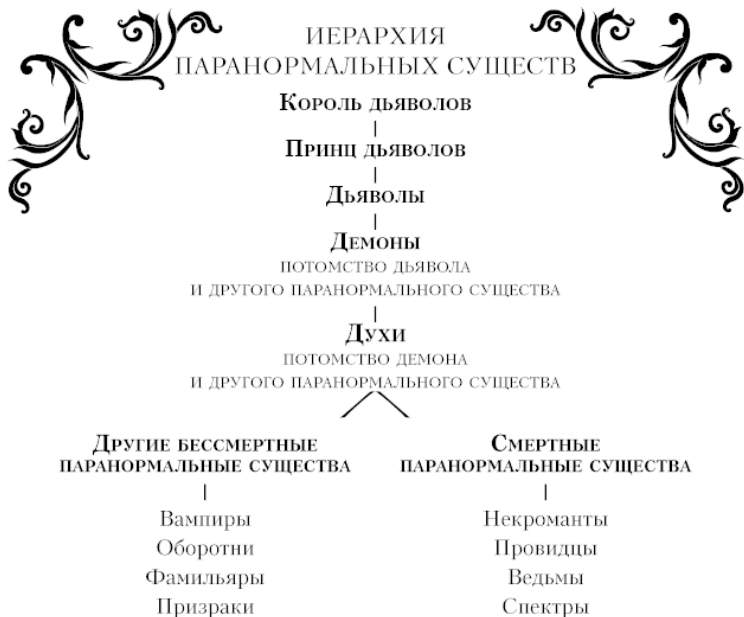 ИЕРАРХИЯ
ПАРАНОРМАЛЬНЫХ СУЩЕСТВ
Король дьяволов
Принц дьяволов
Дьяволы
Демоны
потомство дьявола
и другого паранормального существа
Духи
потомство демона
и другого паранормального существа
Другие бессмертные
паранормальные существа
Вампиры
Оборотни
Фамильяры
Призраки
Смертные
паранормальные существа
Некроманты
Провидцы
Ведьмы
Спектры